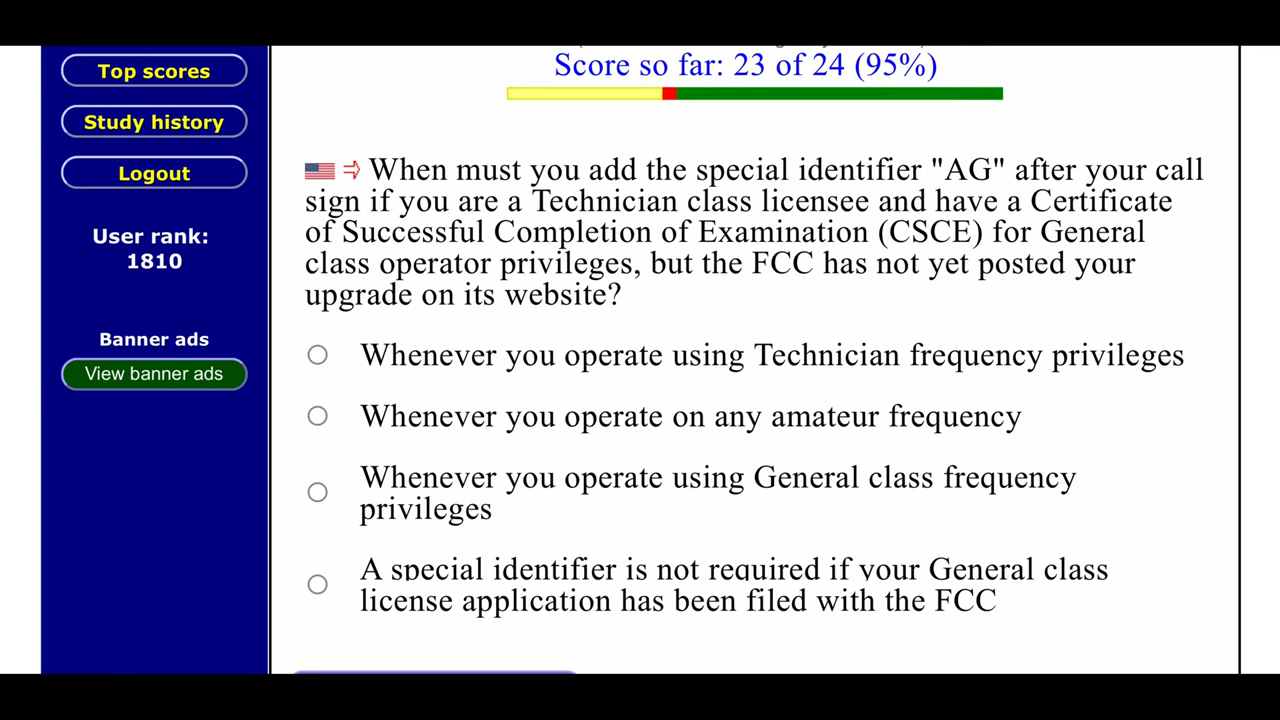 Top scores
Study history
Logout
User rank:
1810
Banner ads
View banner ads
Score so far: 23 of 24 (95%)
When must you add the special identifier "AG" after your call
sign if you are a Technician class licensee and have a Certificate
of Successful Completion of Examination (CSCE) for General
class operator privileges, but the FCC has not yet posted your
upgrade on its website?
Whenever you operate using Technician frequency privileges
Whenever you operate on any amateur frequency
Whenever you operate using General class frequency
privileges
A special identifier is not required if your General class
license application has been filed with the FCC